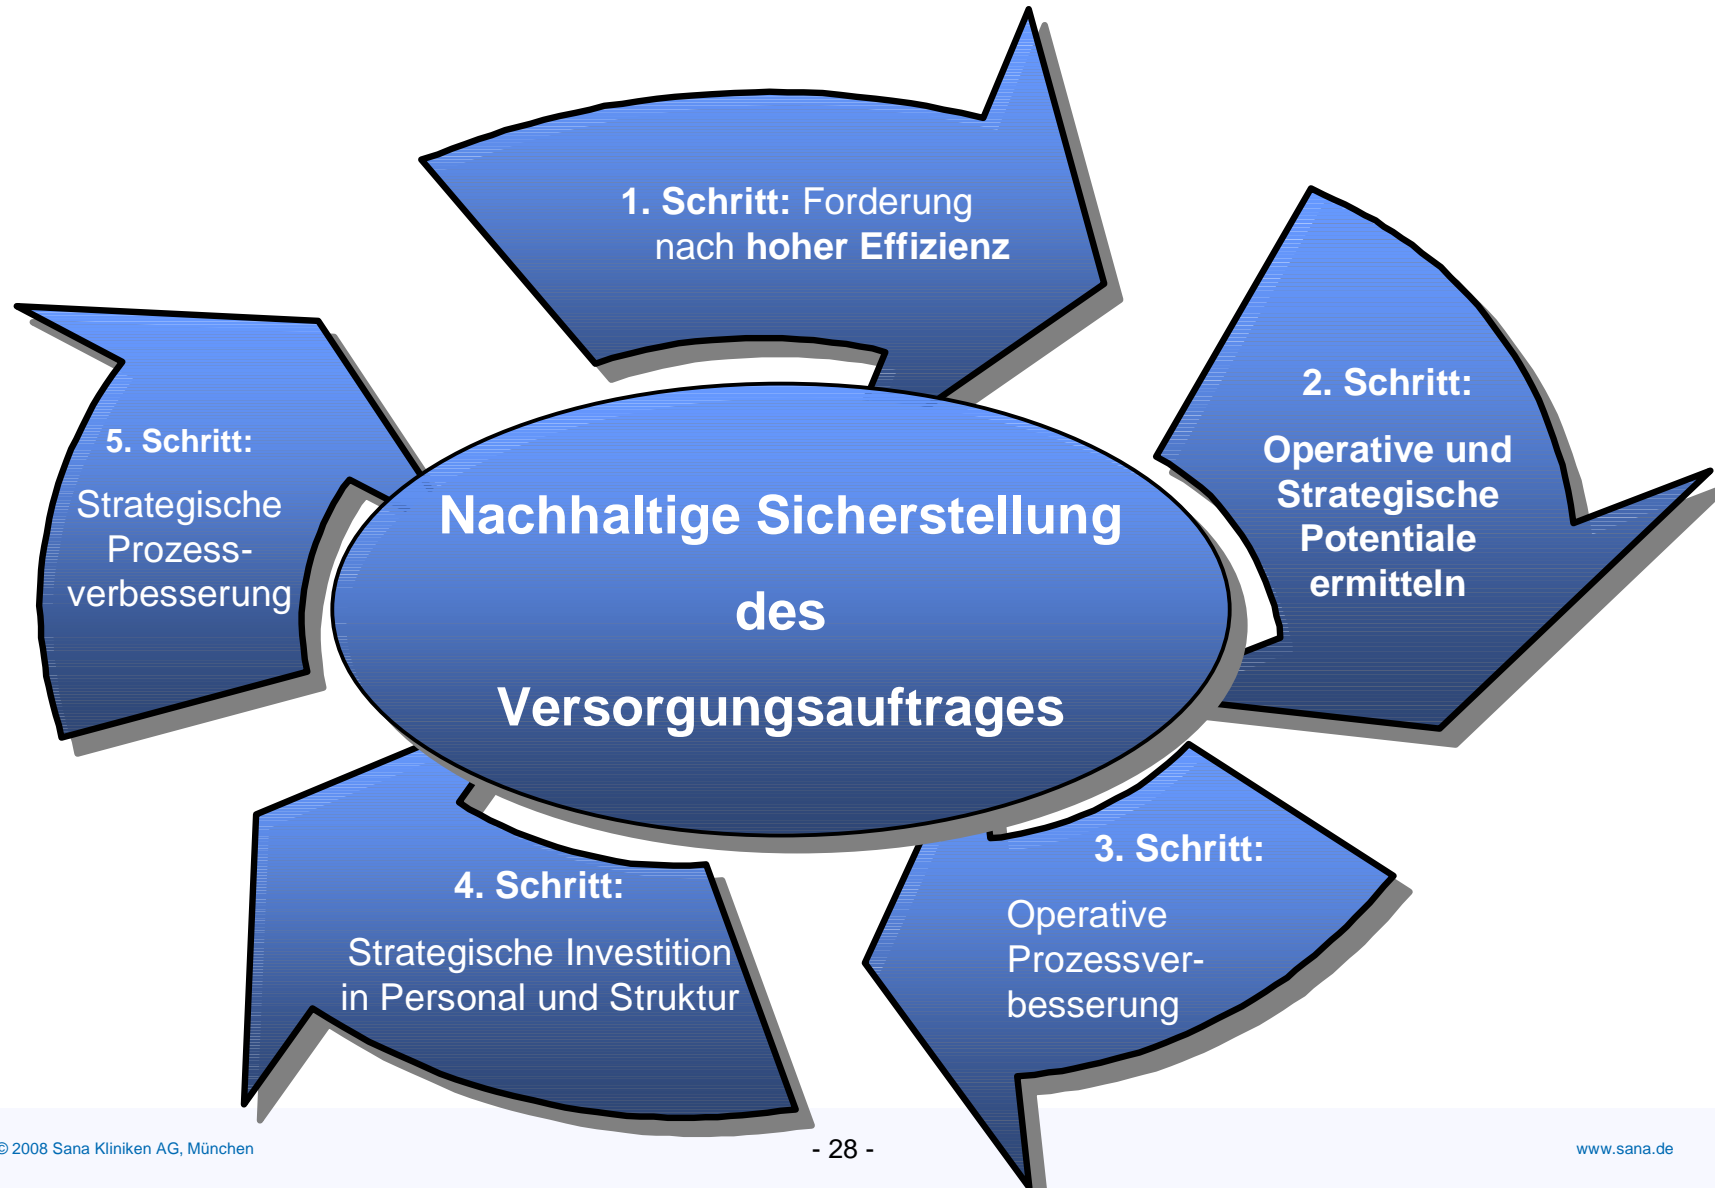 1. Schritt: Forderung
nach hoher Effizienz
2. Schritt:
Operative und
Strategische
Potentiale
ermitteln
3. Schritt:
Operative
Prozessver-
besserung
4. Schritt:
Strategische Investition
in Personal und Struktur
5. Schritt:
Strategische
Prozess-
verbesserung
Nachhaltige Sicherstellung
des
Versorgungsauftrages
© 2008 Sana Kliniken AG, München
- 28 -
www.sana.de